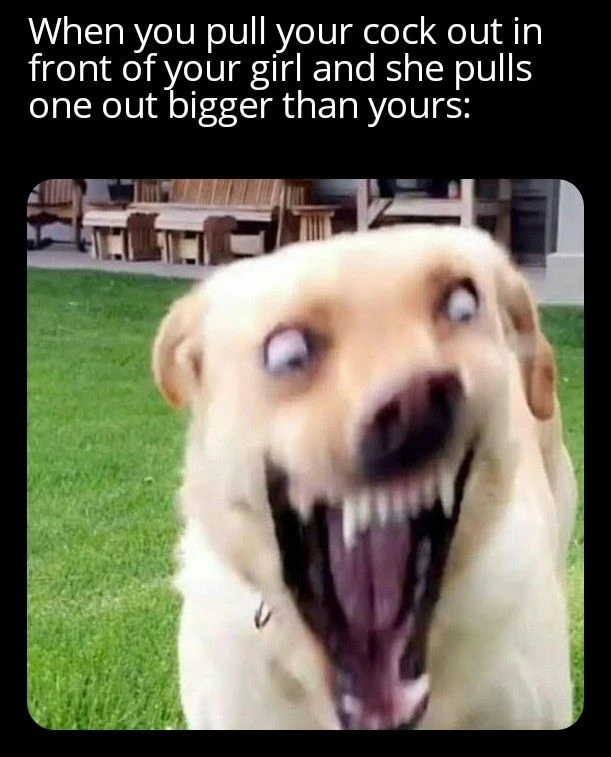 When you pull your cock out in
front of your girl and she pulls
one out bigger than yours: